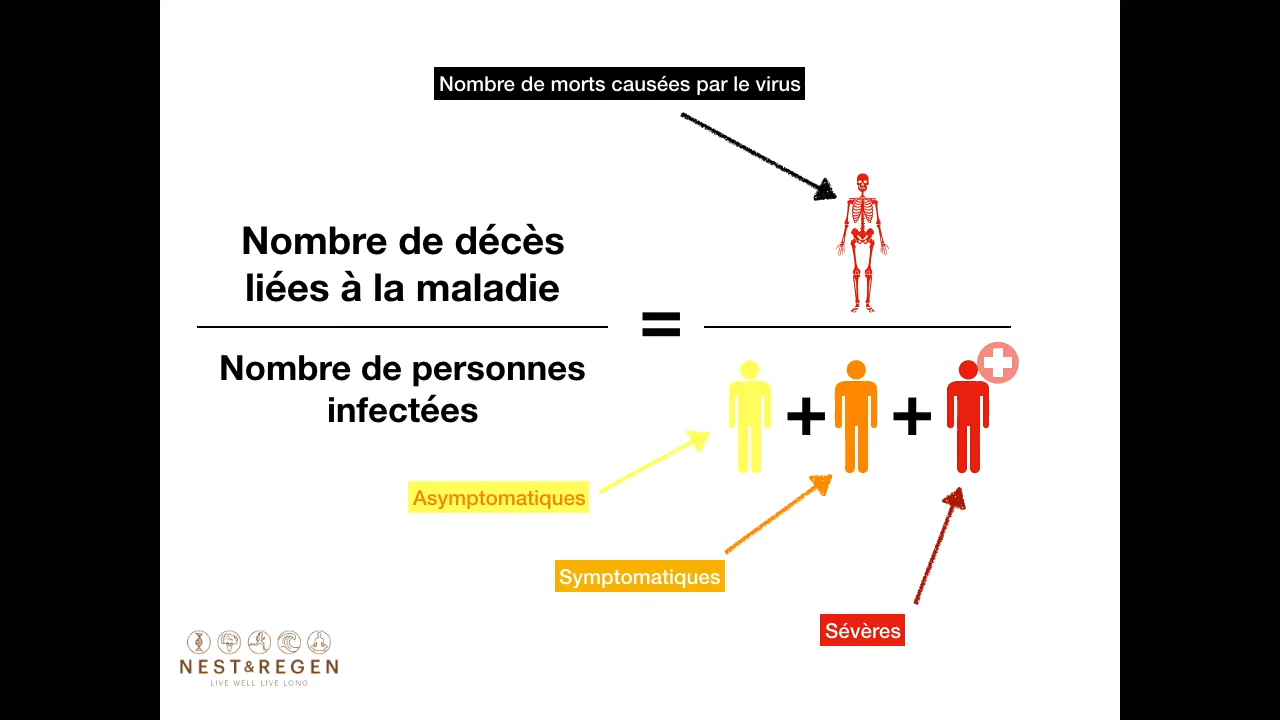 Nombre de morts causées par le virus
Nombre de décès
liées à la maladie
=
Nombre de personnes
infectées
+ +
Asymptomatiques
Symptomatiques
Sévères
NEST&REGEN
LIVE WELL LIVE LONG